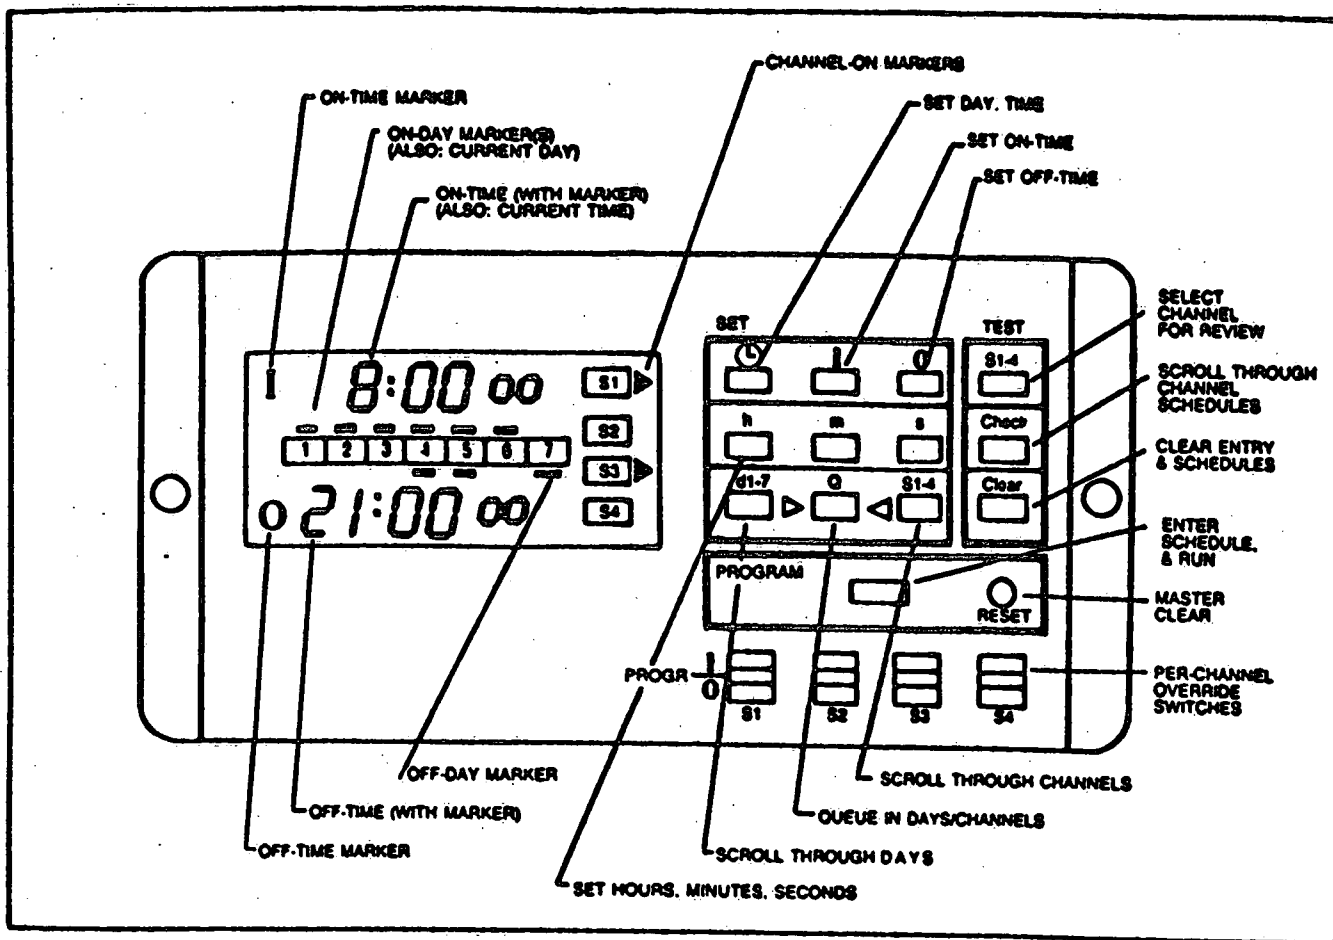 CHANNEL-ON MARKERS
ON-TIME MARKER
SET DAY, TIME
ON-DAY MARKER(S)
(ALSO: CURRENT DAY)
SET ON-TIME
SET OFF-TIME
ON-TIME (WITH MARKER)
(ALSO: CURRENT TIME)
SELECT
CHANNEL
FOR REVIEW
SET
TEST
I
0
S1-4
I 8:00 00
S1
SCROLL THROUGH
CHANNEL
SCHEDULES
h
m
s
Check
S2
1 2 3 4 5 6 7
CLEAR ENTRY
& SCHEDULES
S3
d1-7
Q
S1-4
Clear
0 21:00 00
S4
ENTER
SCHEDULE,
& RUN
PROGRAM
RESET
MASTER
CLEAR
PROGR
I
0
S1
S2
S3
S4
PER-CHANNEL
OVERRIDE
SWITCHES
OFF-DAY MARKER
SCROLL THROUGH CHANNELS
OFF-TIME (WITH MARKER)
QUEUE IN DAYS/CHANNELS
OFF-TIME MARKER
SCROLL THROUGH DAYS
SET HOURS, MINUTES, SECONDS